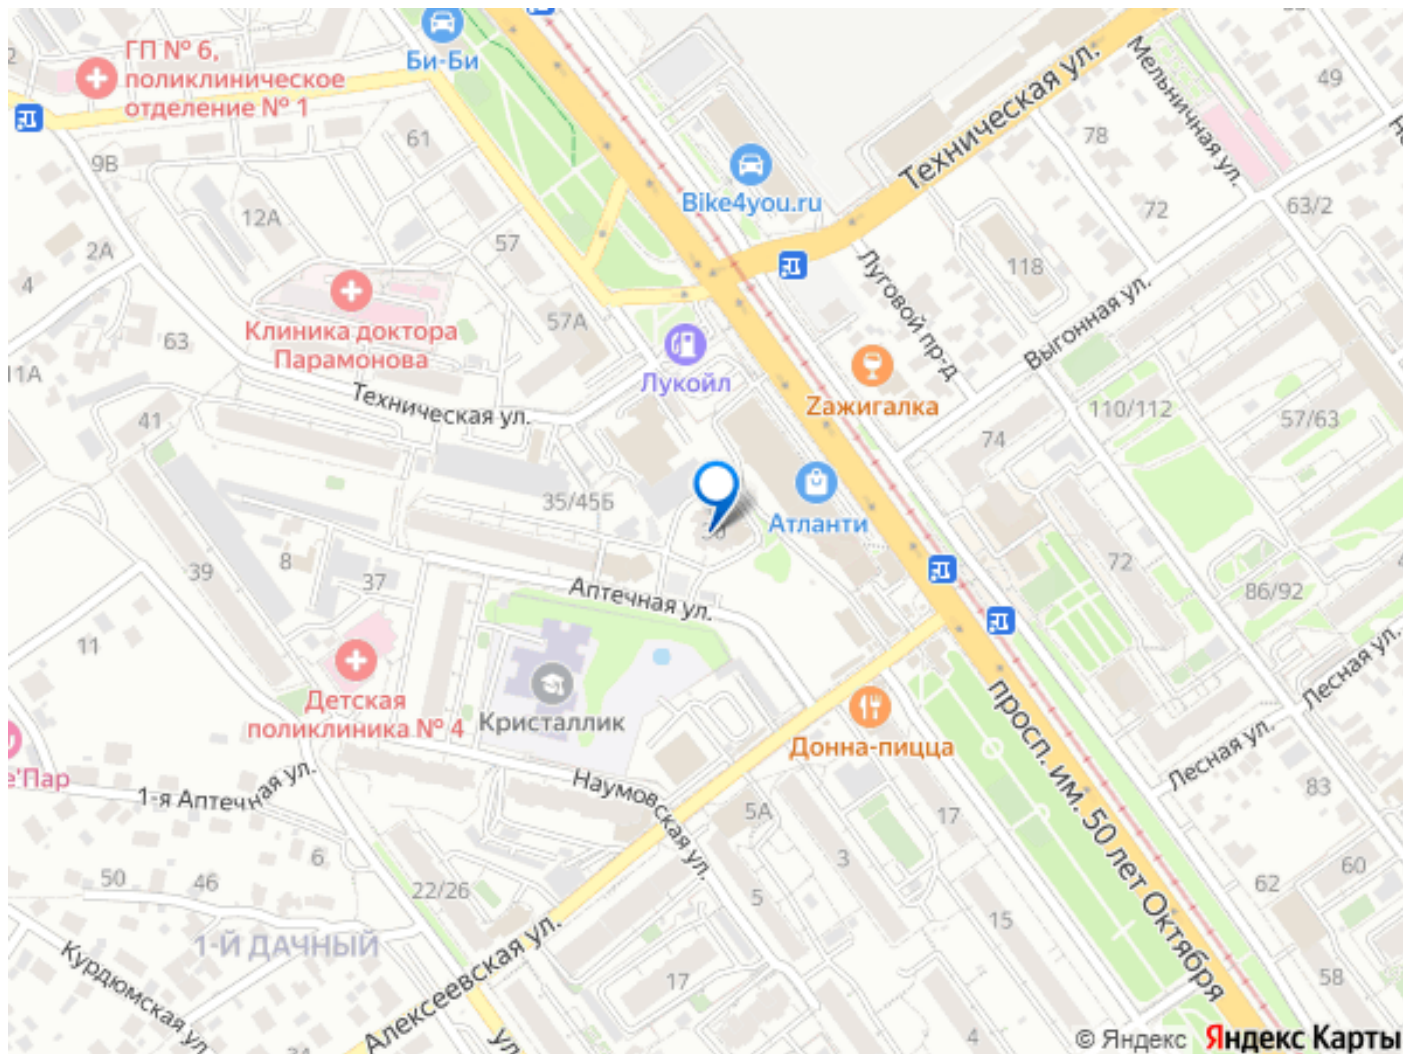 Би-Би
ГП № 6,
поликлиническое
отделение № 1
Мельничная ул.
49
Техническая ул.
61
78
9В
Bike4you.ru
72
63/2
12А
57
2А
118
4
Луговой пр-д
Выгонная ул.
Клиника доктора
Парамонова
57А
63
Лукойл
11А
Техническая ул.
Zажигалка
110/112
57/63
41
74
35/45Б
Атланти
39
8
37
72
Аптечная ул.
86/92
11
Лесная ул.
Детская
поликлиника № 4
Кристаллик
Донна-пицца
просп. им. 50 лет Октября
Лесная ул.
е'Пар
1-я Аптечная ул.
Наумовская ул.
83
5А
17
6
3
60
50
46
22/26
5
62
15
1-Й ДАЧНЫЙ
Алексеевская ул.
Курдюмская ул.
17
58
4
© Яндекс Яндекс Карты